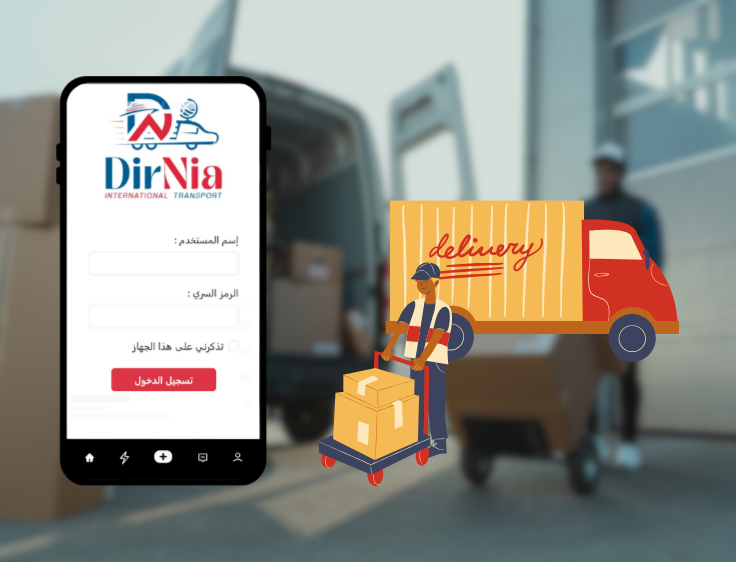 DirNia
INTERNATIONAL TRANSPORT
إسم المستخدم :
الرمز السري :
تذكرني على هذا الجهاز
تسجيل الدخول
delivery